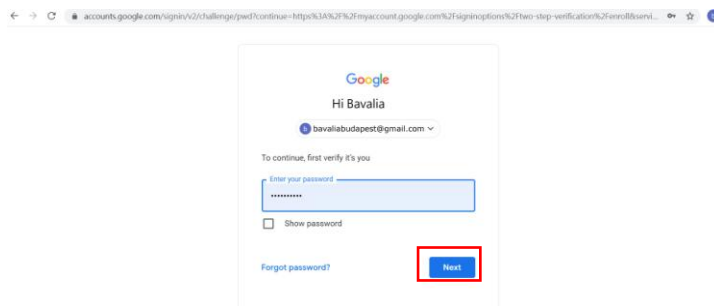 accounts.google.com/signin/v2/challenge/pwd?continue=https%3A%2F%2Fmyaccount.google.com%2Fsigninoptions%2Ftwo-step-verification%2Fenroll&servi...
Google
Hi Bavalia
b bavaliabudapest@gmail.com
To continue, first verify it's you
Enter your password
••••••••••
Show password
Forgot password?
Next